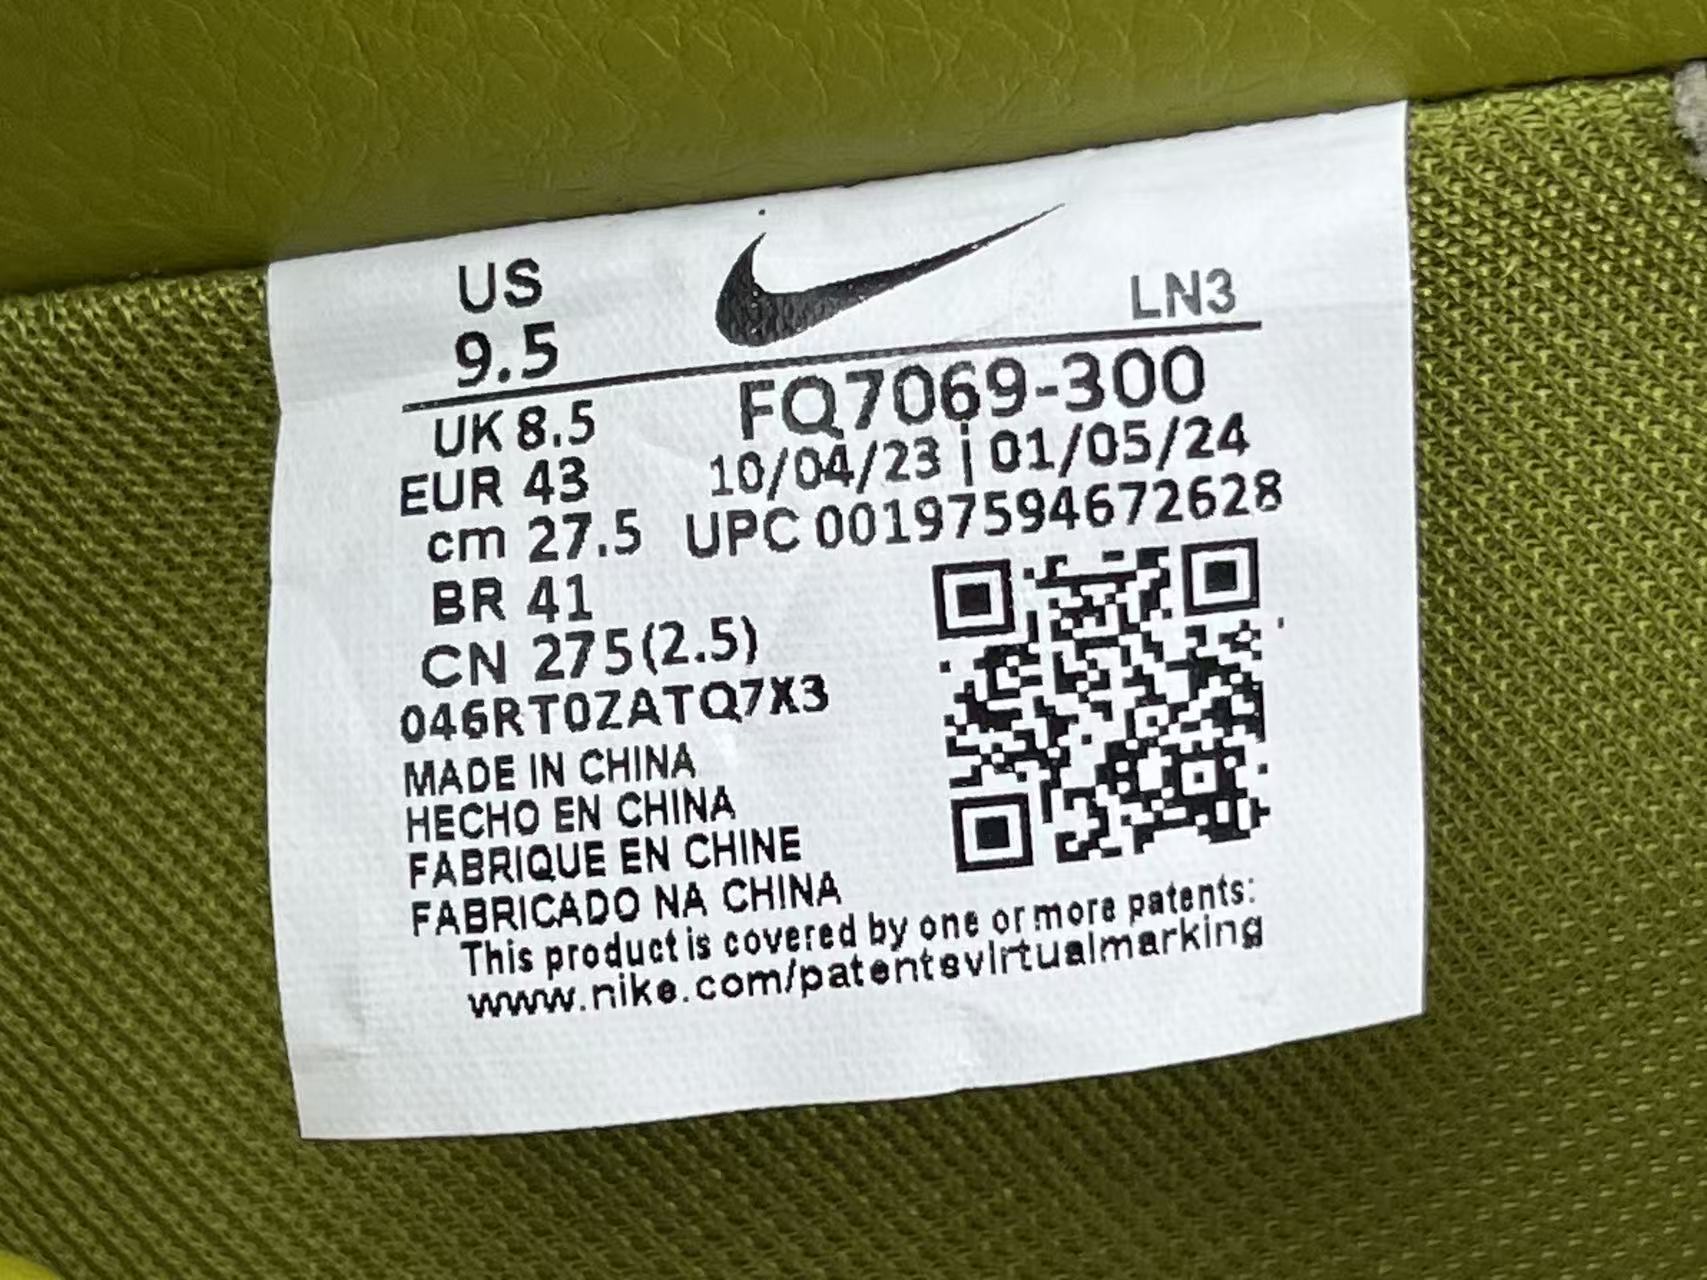 US
9.5
LN3
UK 8.5
FQ7069-300
EUR 43
10/04/23 | 01/05/24
cm 27.5
UPC 00197594672628
BR 41
CN 275(2.5)
046RT0ZATQ7X3
MADE IN CHINA
HECHO EN CHINA
FABRIQUE EN CHINE
FABRICADO NA CHINA
This product is covered by one or more patents:
www.nike.com/patentsvirtualmarking